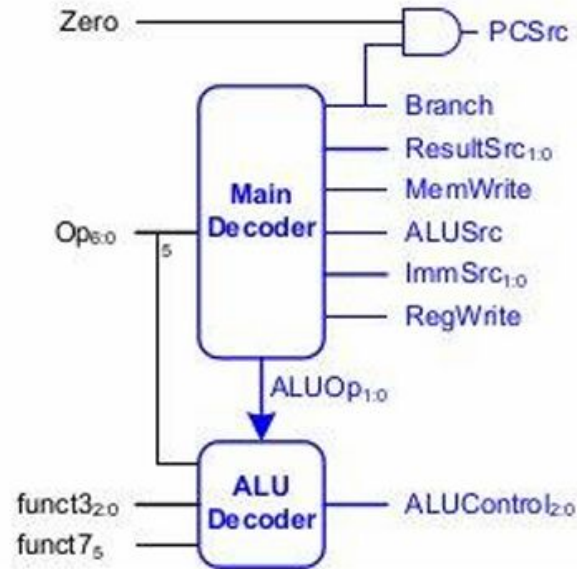 Zero
PCSrc
Branch
ResultSrc1:0
Main
Decoder
MemWrite
Op6:0
5
ALUSrc
ImmSrc1:0
RegWrite
ALUOp1:0
ALU
Decoder
funct32:0
ALUControl2:0
funct75